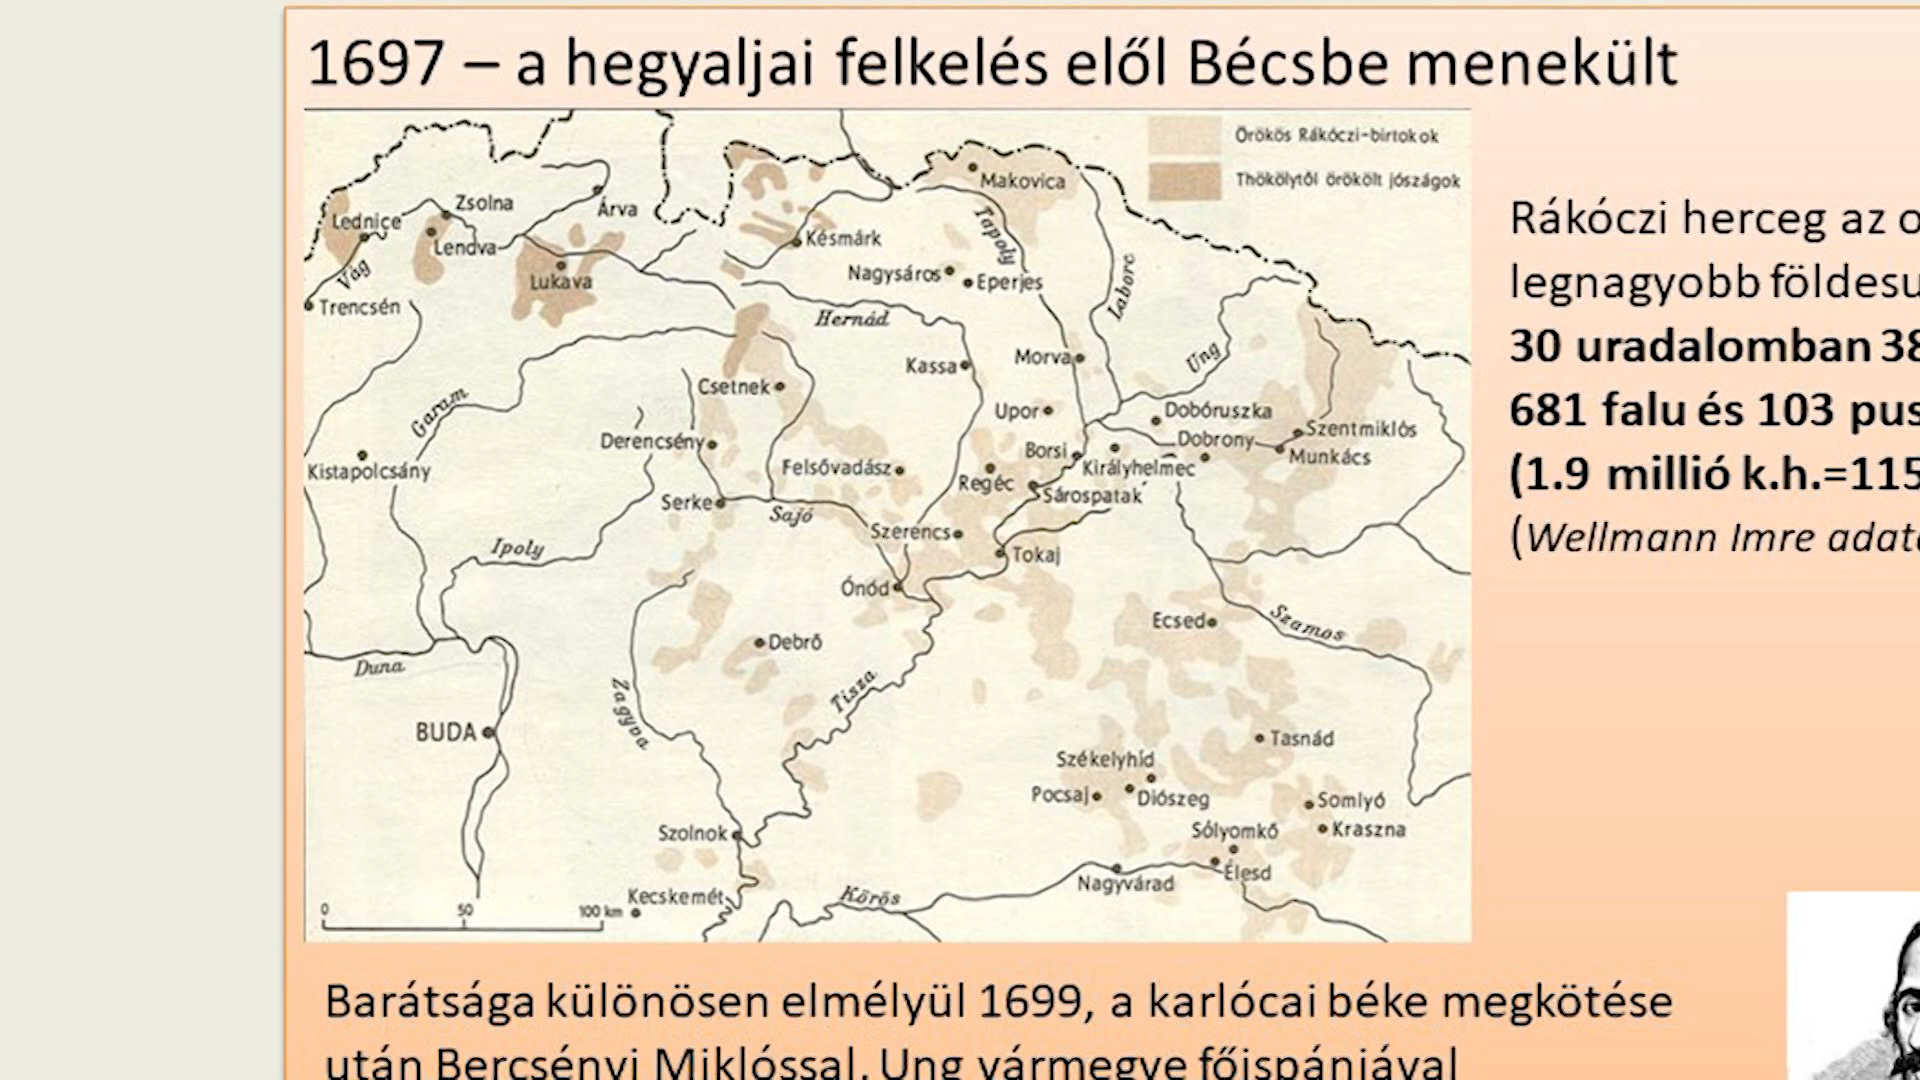 1697 – a hegyaljai felkelés elől Bécsbe menekült
Örökös Rákóczi-birtokok
Thökölytől örökölt jószágok
Makovica
Zsolna
Árva
Lednice
Lendva
Vág
Lukava
Trencsén
Késmárk
Tapoly
Nagysáros
Eperjes
Laborc
Hernád
Kassa
Morva
Ung
Csetnek
Garam
Upor
Dobóruszka
Derencsény
Borsi
Dobrony
Szentmiklós
Kistapolcsány
Felsővadász
Királyhelmec
Munkács
Regéc
Sárospatak
Serke
Sajó
Szerencs
Ipoly
Tokaj
Ónód
Ecsed
Szamos
Debrő
Duna
Tisza
Zagyva
BUDA
Tasnád
Székelyhíd
Pocsaj
Diószeg
Somlyó
Szolnok
Sólyomkő
Kraszna
Élesd
Nagyvárad
Kecskemét
Körös
0 50 100 km
Rákóczi herceg az
legnagyobb
30 uradalomban 38
681 falu és 103
(1.9 millió k.h.=115
(Wellmann Imre
Barátsága különösen elmélyül 1699, a karlócai béke megkötése
után Bercsényi Miklóssal, Ung vármegye főispánjával